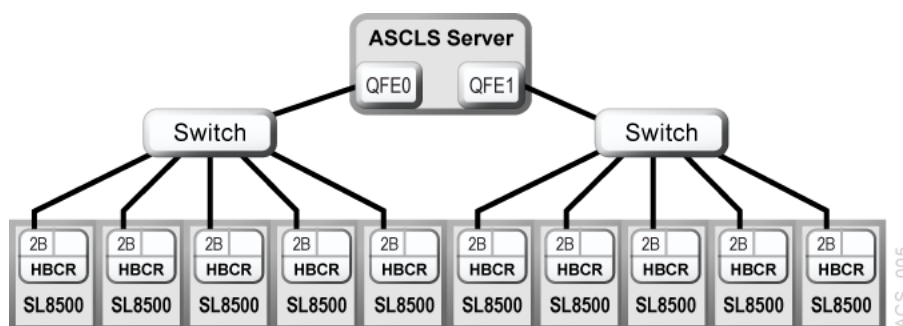 ASCLS Server
QFE0 QFE1
Switch Switch
2B 2B 2B 2B 2B 2B 2B 2B 2B 2B
HBCR HBCR HBCR HBCR HBCR HBCR HBCR HBCR HBCR HBCR
SL8500 SL8500 SL8500 SL8500 SL8500 SL8500 SL8500 SL8500 SL8500 SL8500
ACS_005